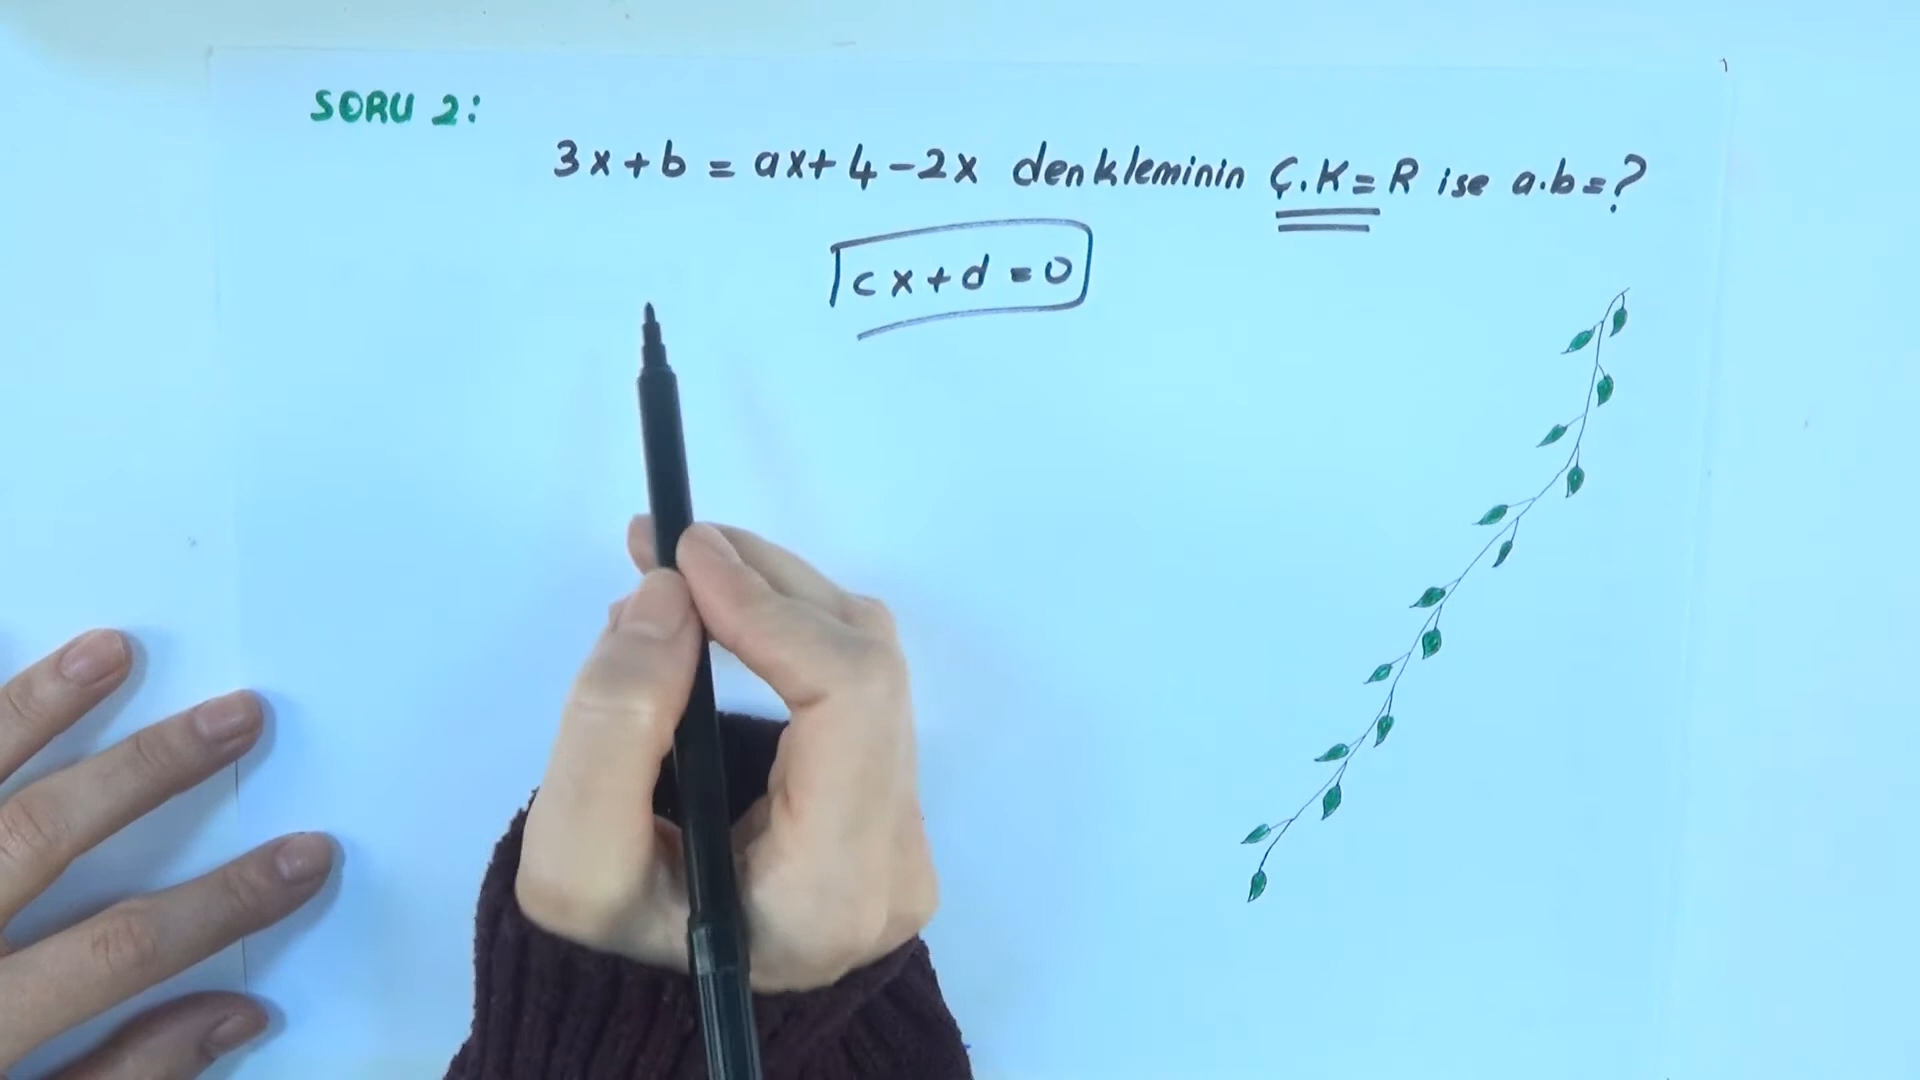 SORU 2:
3x+b = ax+4-2x denkleminin Ç.K= R ise a.b=?
cx+d=0